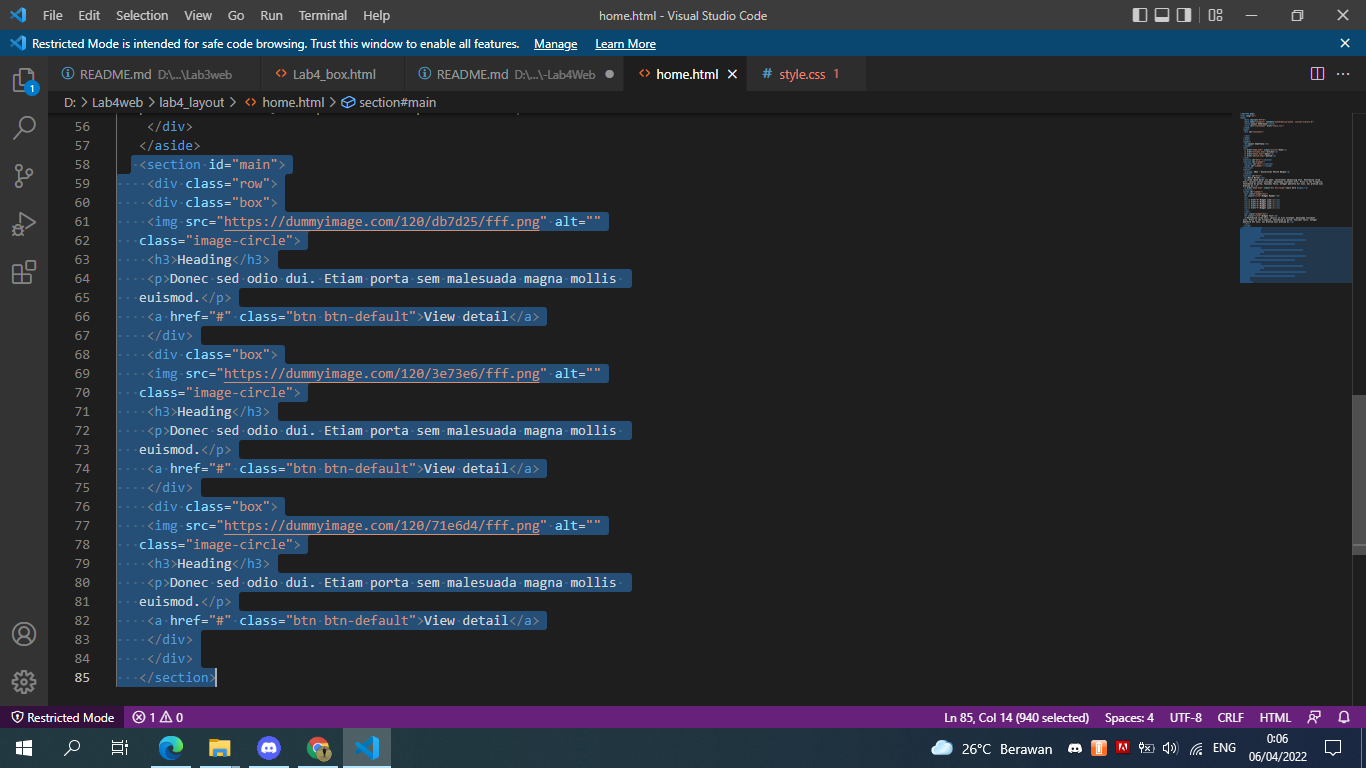 File Edit Selection View Go Run Terminal Help home.html - Visual Studio Code
Restricted Mode is intended for safe code browsing. Trust this window to enable all features. Manage Learn More
README.md D:\...\Lab3web Lab4_box.html README.md D:\...\-Lab4Web home.html # style.css 1
D: > Lab4web > lab4_layout > home.html > section#main
1
56 </div>
57 </aside>
58 <section id="main">
59 <div class="row">
60 <div class="box">
61 <img src="https://dummyimage.com/120/db7d25/fff.png" alt=""
62 class="image-circle">
63 <h3>Heading</h3>
64 <p>Donec sed odio dui. Etiam porta sem malesuada magna mollis
65 euismod.</p>
66 <a href="#" class="btn btn-default">View detail</a>
67 </div>
68 <div class="box">
69 <img src="https://dummyimage.com/120/3e73e6/fff.png" alt=""
70 class="image-circle">
71 <h3>Heading</h3>
72 <p>Donec sed odio dui. Etiam porta sem malesuada magna mollis
73 euismod.</p>
74 <a href="#" class="btn btn-default">View detail</a>
75 </div>
76 <div class="box">
77 <img src="https://dummyimage.com/120/71e6d4/fff.png" alt=""
78 class="image-circle">
79 <h3>Heading</h3>
80 <p>Donec sed odio dui. Etiam porta sem malesuada magna mollis
81 euismod.</p>
82 <a href="#" class="btn btn-default">View detail</a>
83 </div>
84 </div>
85 </section>
Restricted Mode 1 0 Ln 85, Col 14 (940 selected) Spaces: 4 UTF-8 CRLF HTML
26°C Berawan ENG 0:06
06/04/2022